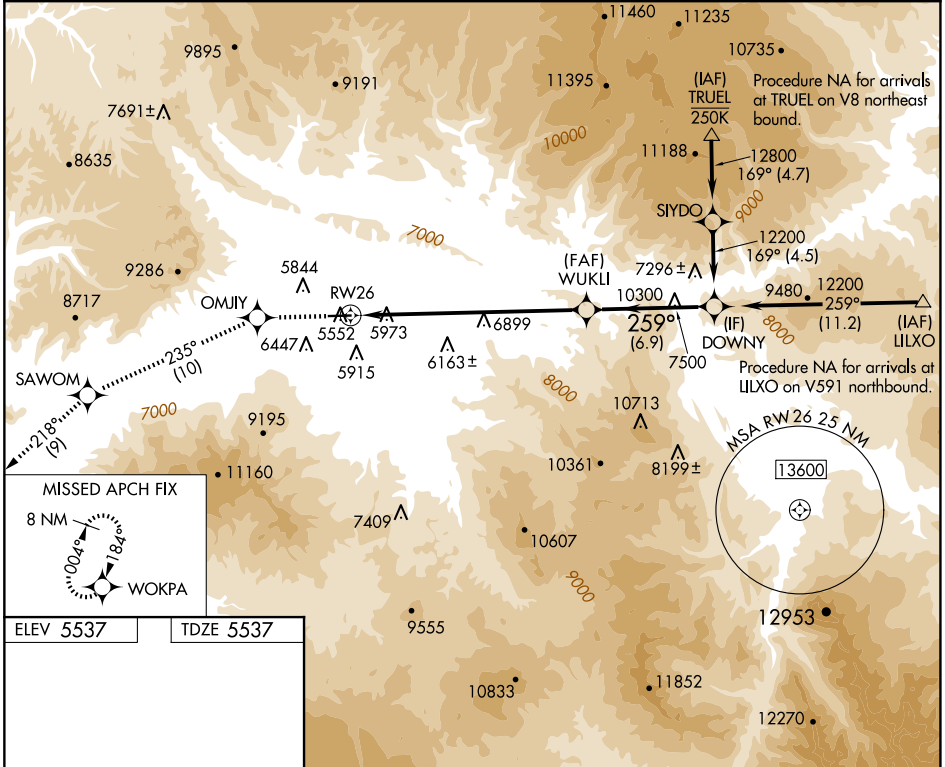 11460
11235
9895
10735
9191
11395
(IAF)
TRUEL
250K
Procedure NA for arrivals
at TRUEL on V8 northeast
bound.
7691±
10000
8635
11188
12800
169° (4.7)
SIYDO
9000
7000
12200
169° (4.5)
(FAF)
WUKLI
7296±
9286
5844
OMJIY
RW26
10300
9480
12200
8717
5552
5973
6899
259°
(6.9)
(IF)
DOWNY
8000
259°
(11.2)
(IAF)
LILXO
6447
5915
6163±
7500
235°
(10)
Procedure NA for arrivals at
LILXO on V591 northbound.
SAWOM
7000
8000
218°
(9)
9195
10713
MSA RW26 25 NM
11160
10361
8199±
13600
MISSED APCH FIX
8 NM
004°
184°
WOKPA
7409
10607
9000
9555
12953
ELEV 5537
TDZE 5537
10833
11852
12270